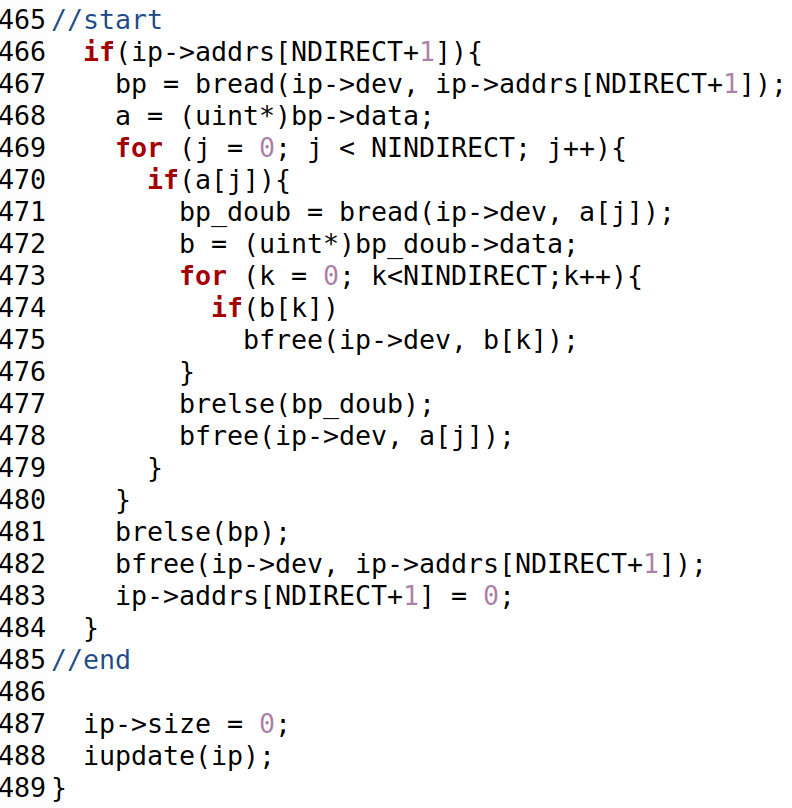 465 //start
466   if(ip->addrs[NDIRECT+1]){
467     bp = bread(ip->dev, ip->addrs[NDIRECT+1]);
468     a = (uint*)bp->data;
469     for (j = 0; j < NINDIRECT; j++){
470       if(a[j]){
471         bp_doub = bread(ip->dev, a[j]);
472         b = (uint*)bp_doub->data;
473         for (k = 0; k<NINDIRECT;k++){
474           if(b[k])
475             bfree(ip->dev, b[k]);
476         }
477         brelse(bp_doub);
478         bfree(ip->dev, a[j]);
479       }
480     }
481     brelse(bp);
482     bfree(ip->dev, ip->addrs[NDIRECT+1]);
483     ip->addrs[NDIRECT+1] = 0;
484   }
485 //end
486
487   ip->size = 0;
488   iupdate(ip);
489 }